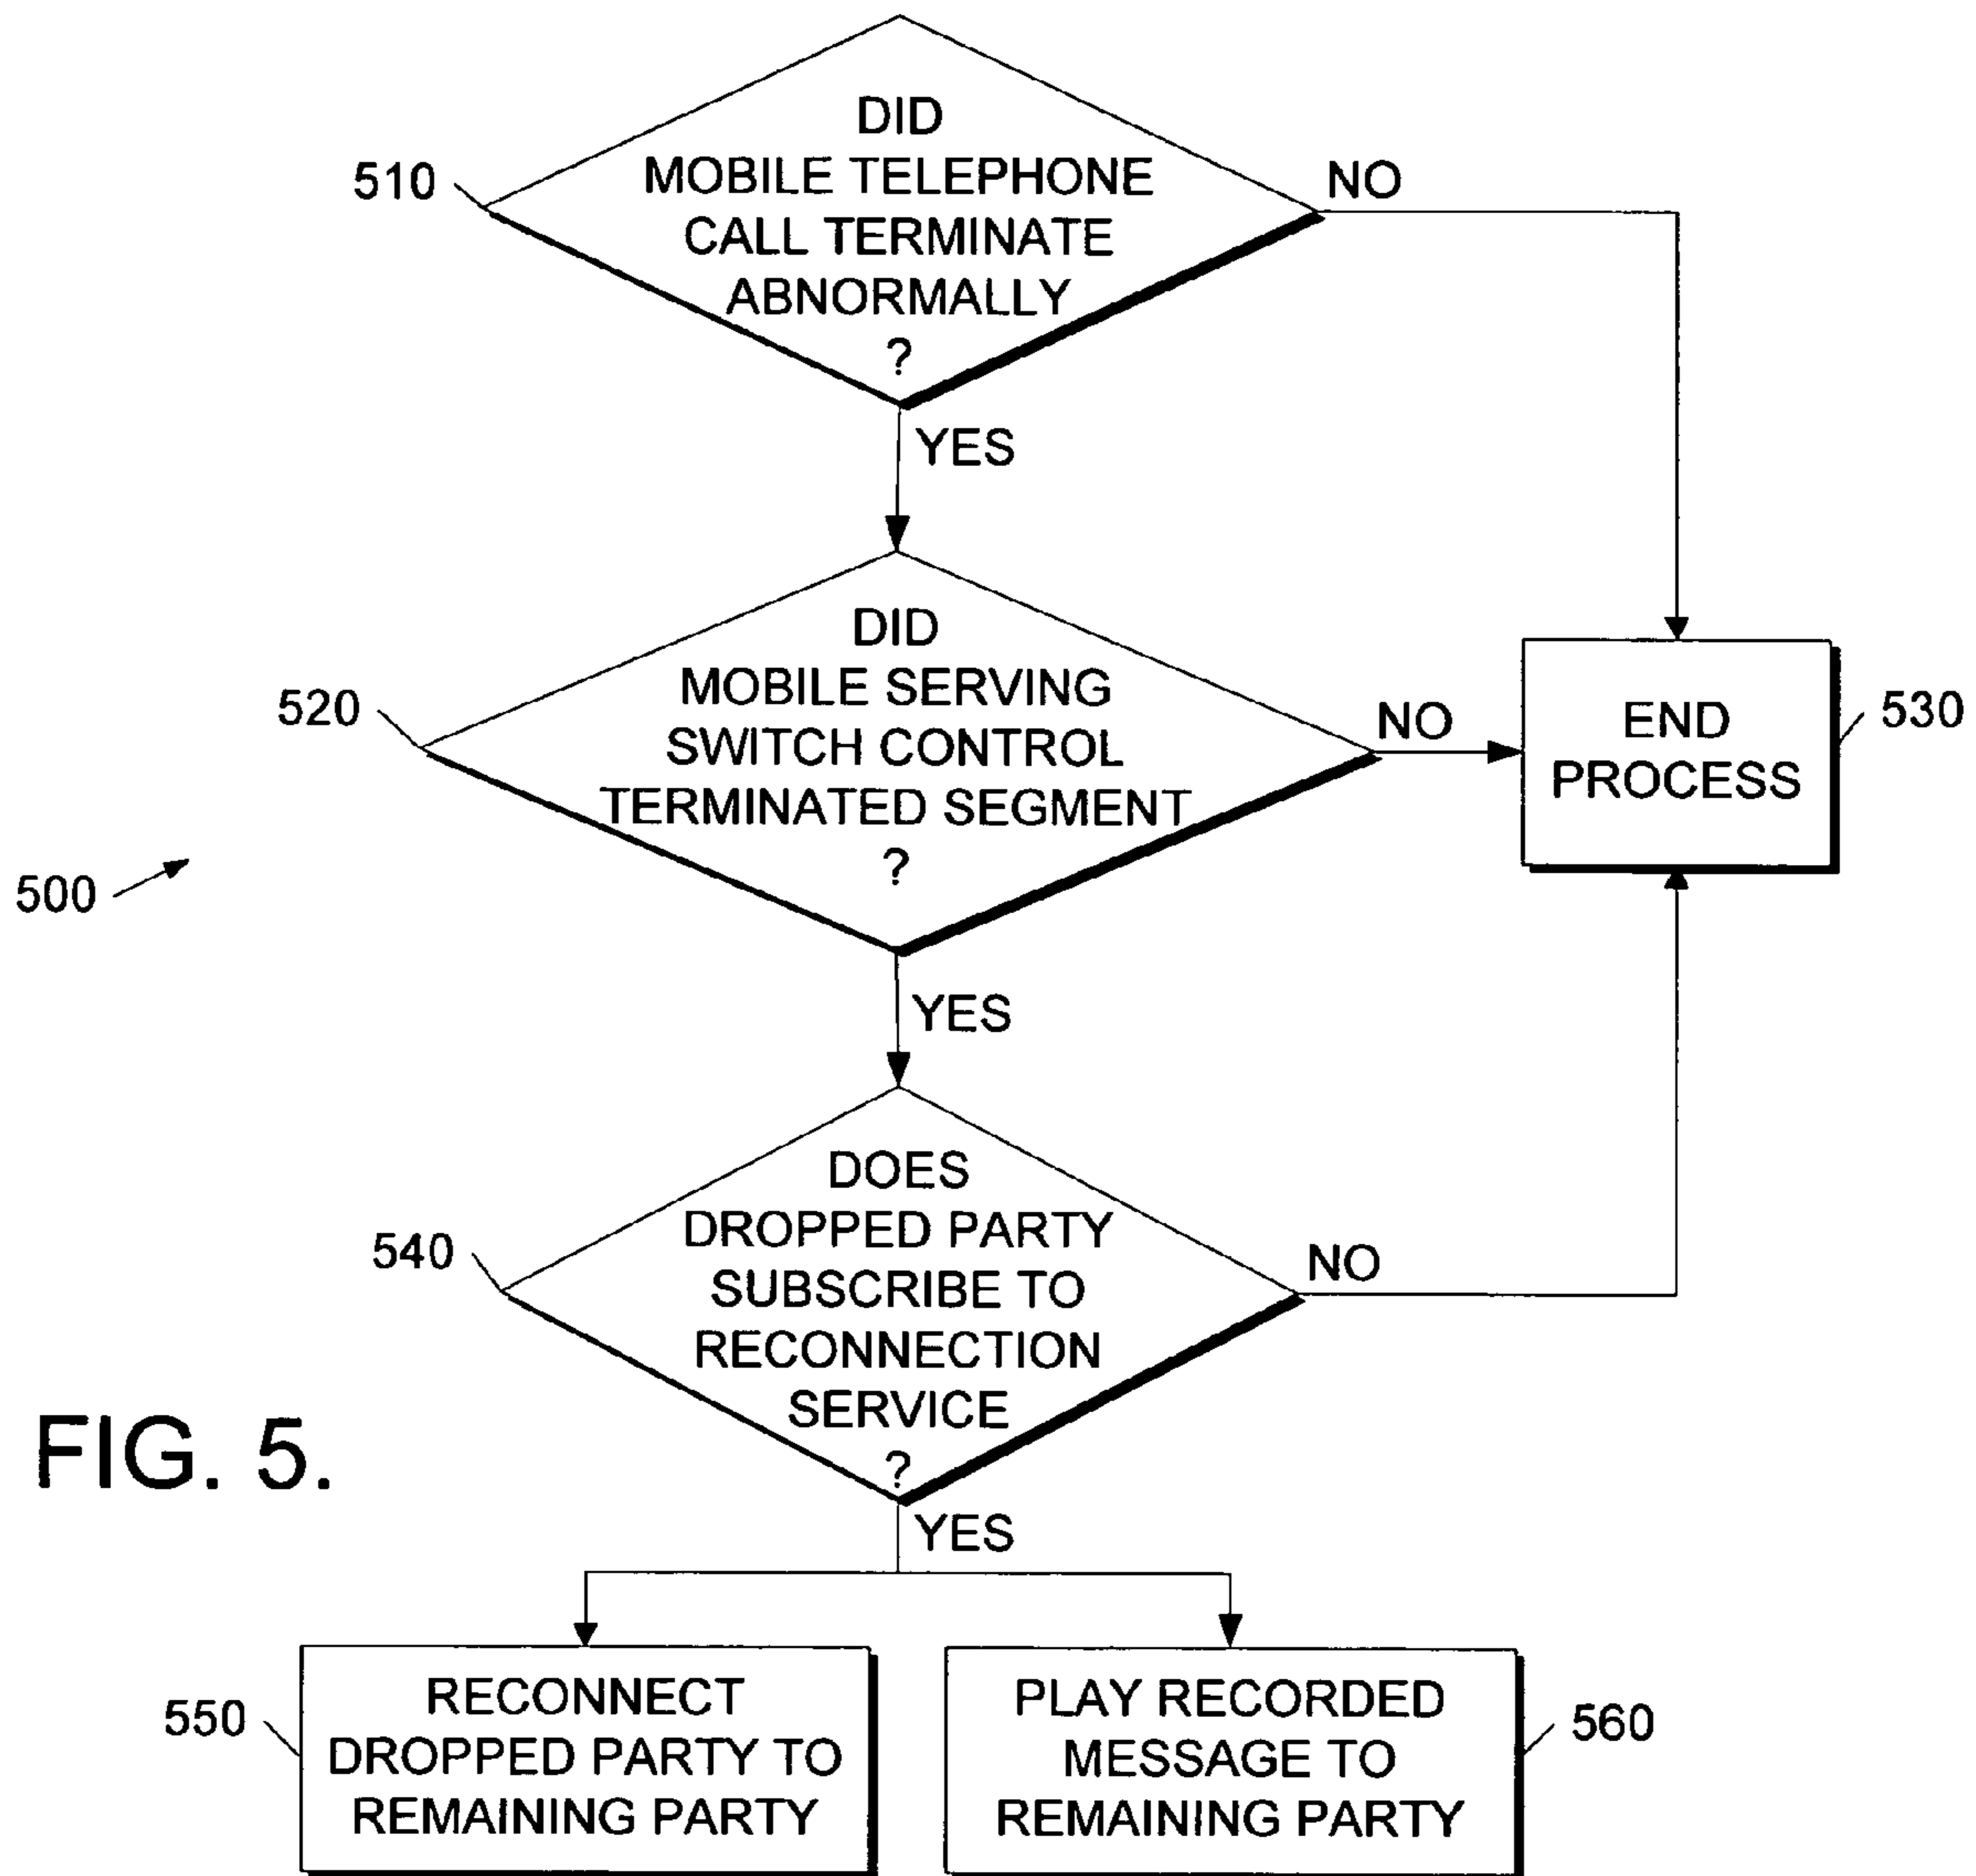 DID
MOBILE TELEPHONE
CALL TERMINATE
ABNORMALLY
?
510
NO
YES
DID
MOBILE SERVING
SWITCH CONTROL
TERMINATED SEGMENT
?
520
NO
END
PROCESS
530
500
YES
DOES
DROPPED PARTY
SUBSCRIBE TO
RECONNECTION
SERVICE
?
540
NO
FIG. 5.
YES
RECONNECT
DROPPED PARTY TO
REMAINING PARTY
550
PLAY RECORDED
MESSAGE TO
REMAINING PARTY
560